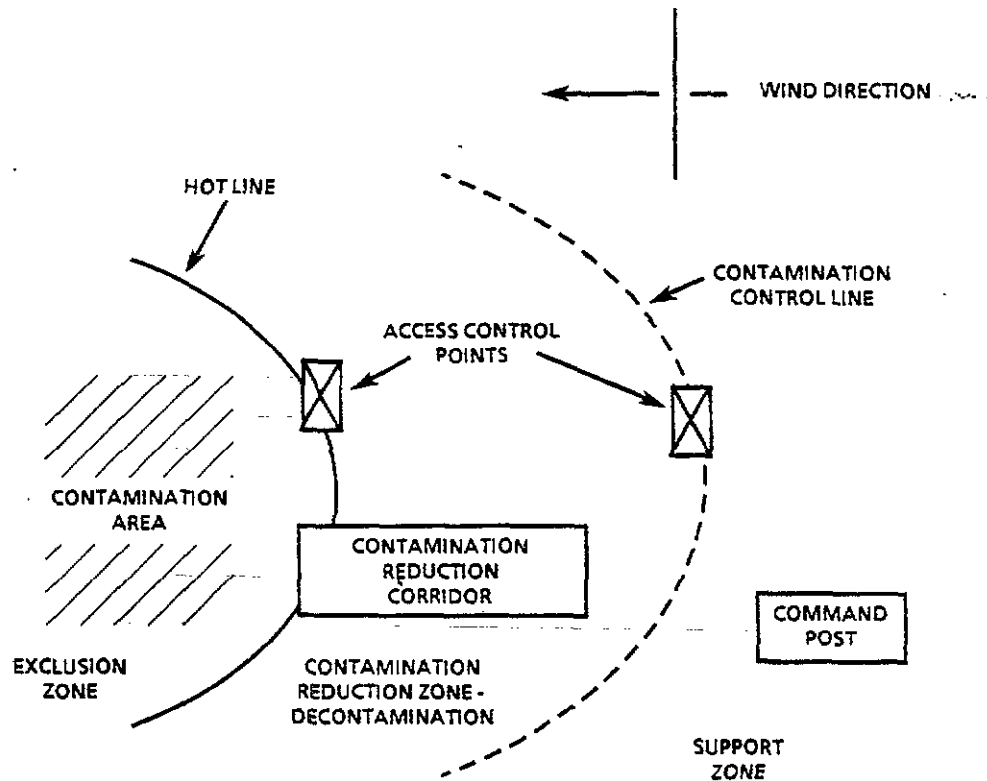 WIND DIRECTION
HOT LINE
CONTAMINATION
CONTROL LINE
ACCESS CONTROL
POINTS
CONTAMINATION
AREA
CONTAMINATION
REDUCTION
CORRIDOR
COMMAND
POST
EXCLUSION
ZONE
CONTAMINATION
REDUCTION ZONE -
DECONTAMINATION
SUPPORT
ZONE